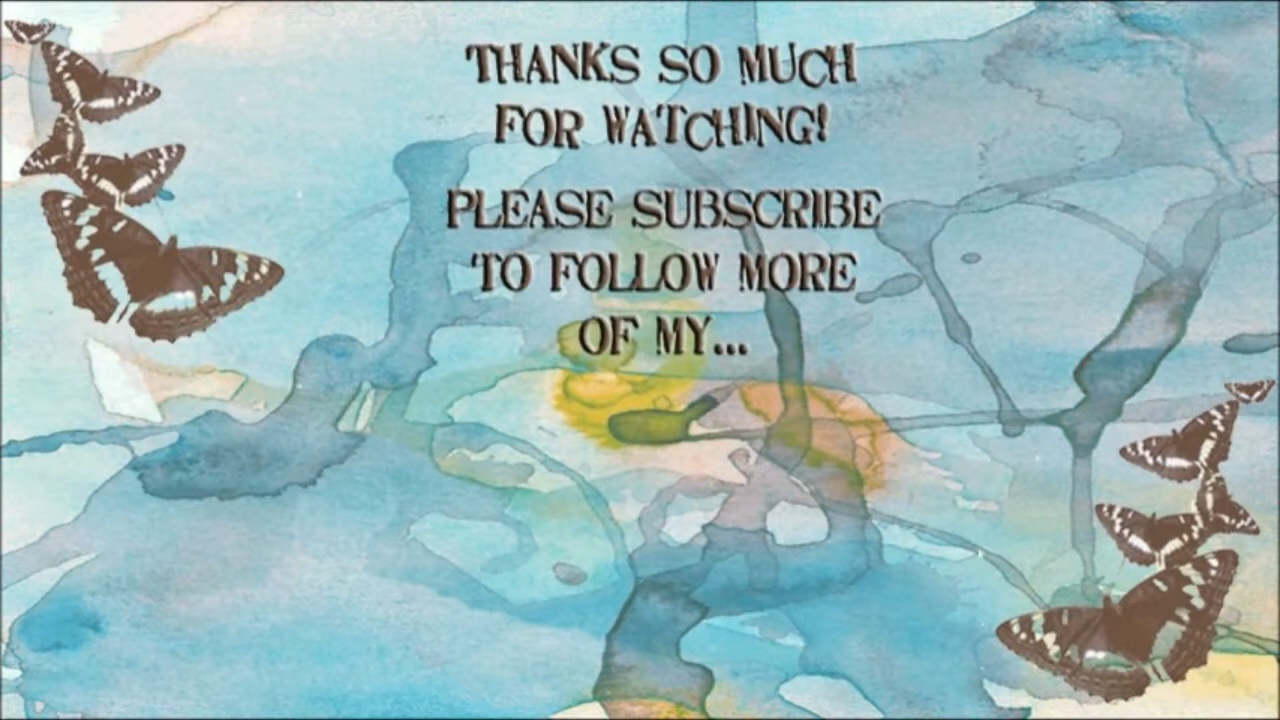 THANKS SO MUCH
FOR WATCHING!
PLEASE SUBSCRIBE
TO FOLLOW MORE
OF MY...